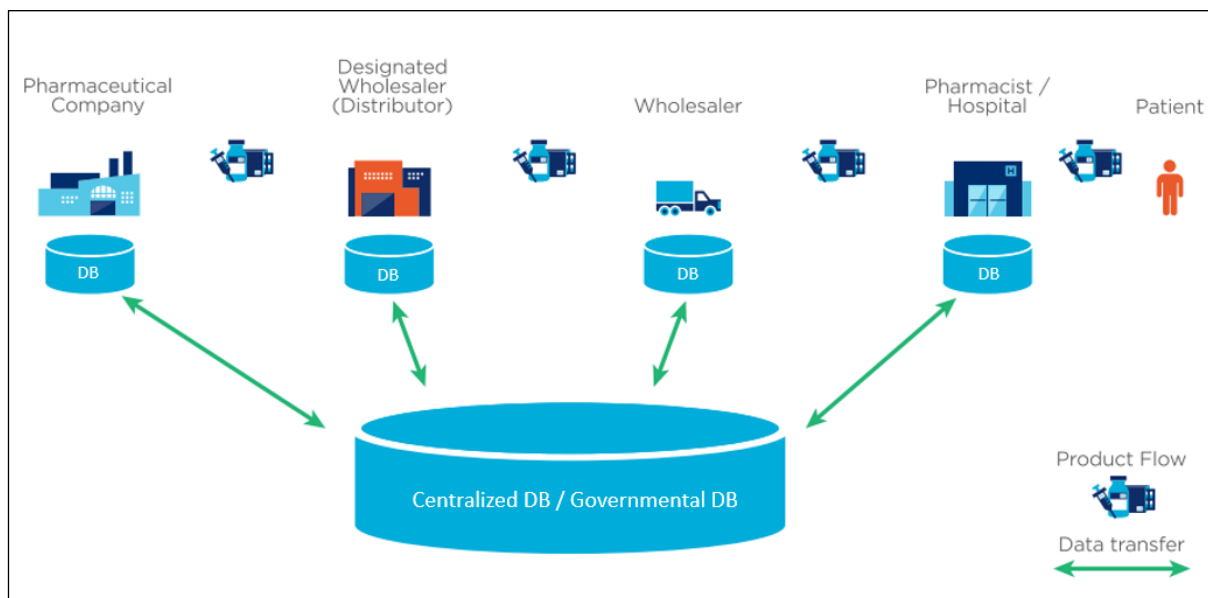 Pharmaceutical
Company
Designated
Wholesaler
(Distributor)
Wholesaler
Pharmacist /
Hospital
Patient
H
DB
DB
DB
DB
Centralized DB / Governmental DB
Product Flow
Data transfer